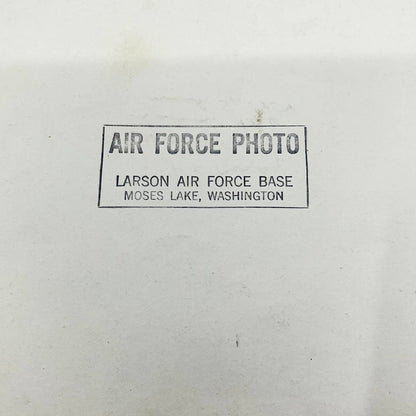 AIR FORCE PHOTO
LARSON AIR FORCE BASE
MOSES LAKE, WASHINGTON